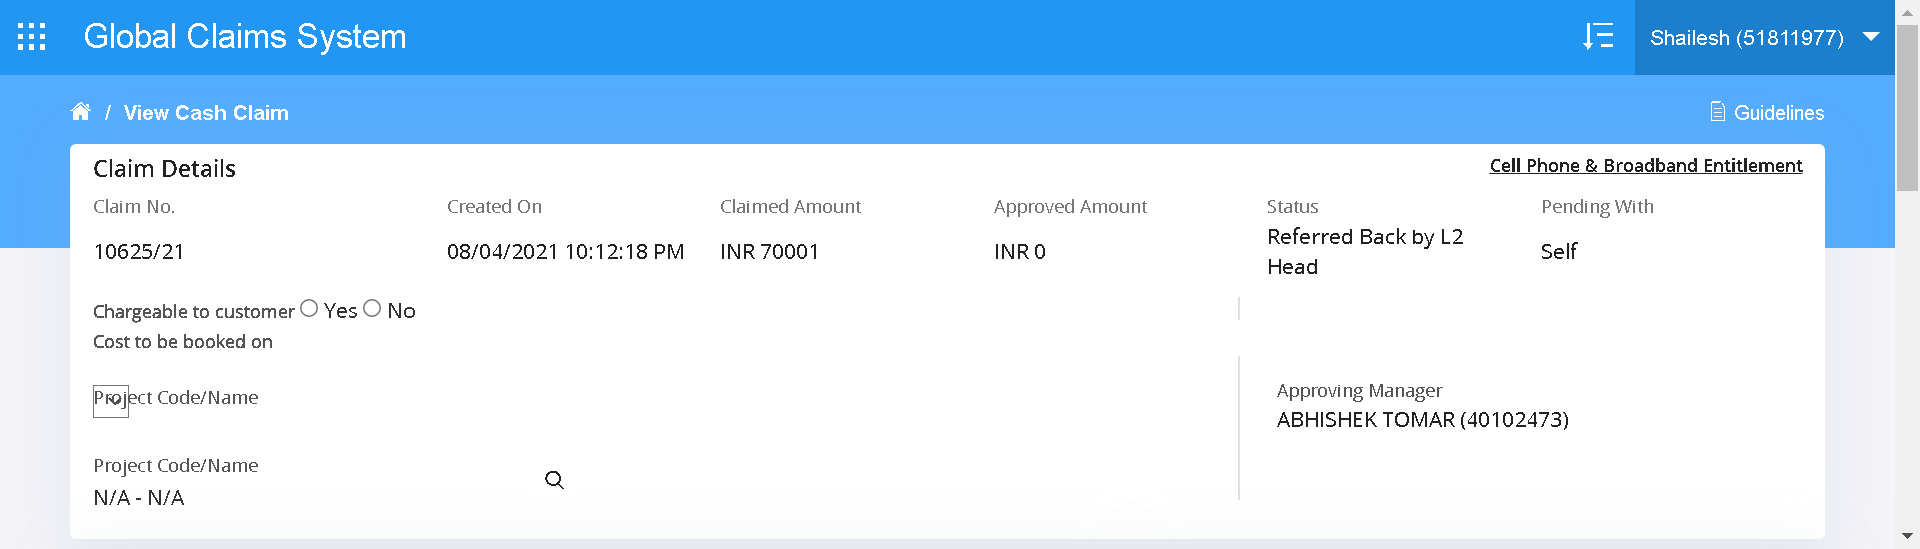 Global Claims System
Shailesh (51811977)
/ View Cash Claim
Guidelines
Claim Details
Cell Phone & Broadband Entitlement
Claim No.
Created On
Claimed Amount
Approved Amount
Status
Pending With
10625/21
08/04/2021 10:12:18 PM
INR 70001
INR 0
Referred Back by L2
Head
Self
Chargeable to customer Yes No
Cost to be booked on
Project Code/Name
Approving Manager
ABHISHEK TOMAR (40102473)
Project Code/Name
N/A - N/A